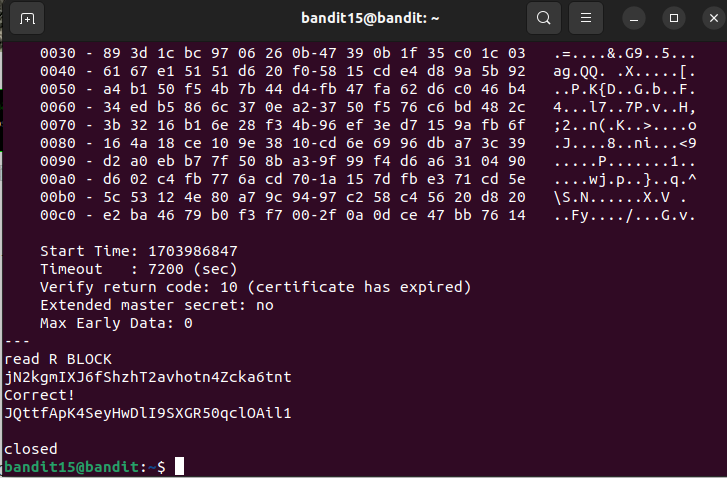 bandit15@bandit: ~
0030 - 89 3d 1c bc 97 06 26 0b-47 39 0b 1f 35 c0 1c 03   .=....&.G9..5...
0040 - 61 67 e1 51 51 d6 20 f0-58 15 cd e4 d8 9a 5b 92   ag.QQ. .X.....[.
0050 - a4 b1 50 f5 4b 7b 44 d4-fb 47 fa 62 d6 c0 46 b4   ..P.K{D..G.b..F.
0060 - 34 ed b5 86 6c 37 0e a2-37 50 f5 76 c6 bd 48 2c   4...l7..7P.v..H,
0070 - 3b 32 16 b1 6e 28 f3 4b-96 ef 3e d7 15 9a fb 6f   ;2..n(.K..>....o
0080 - 16 4a 18 ce 10 9e 38 10-cd 6e 69 96 db a7 3c 39   .J....8..ni...<9
0090 - d2 a0 eb b7 7f 50 8b a3-9f 99 f4 d6 a6 31 04 90   .....P.......1..
00a0 - d6 02 c4 fb 77 6a cd 70-1a 15 7d fb e3 71 cd 5e   ....wj.p..}..q.^
00b0 - 5c 53 12 4e 80 a7 9c 94-97 c2 58 c4 56 20 d8 20   \S.N......X.V .
00c0 - e2 ba 46 79 b0 f3 f7 00-2f 0a 0d ce 47 bb 76 14   ..Fy..../...G.v.
Start Time: 1703986847
Timeout   : 7200 (sec)
Verify return code: 10 (certificate has expired)
Extended master secret: no
Max Early Data: 0
---
read R BLOCK
jN2kgmIXJ6fShzhT2avhotn4Zcka6tnt
Correct!
JQttfApK4SeyHwDlI9SXGR50qclOAil1
closed
bandit15@bandit:~$